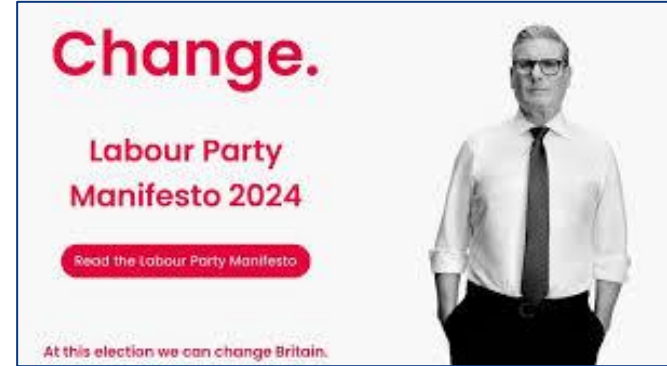 Change.
Labour Party
Manifesto 2024
Read the Labour Party Manifesto
At this election we can change Britain.